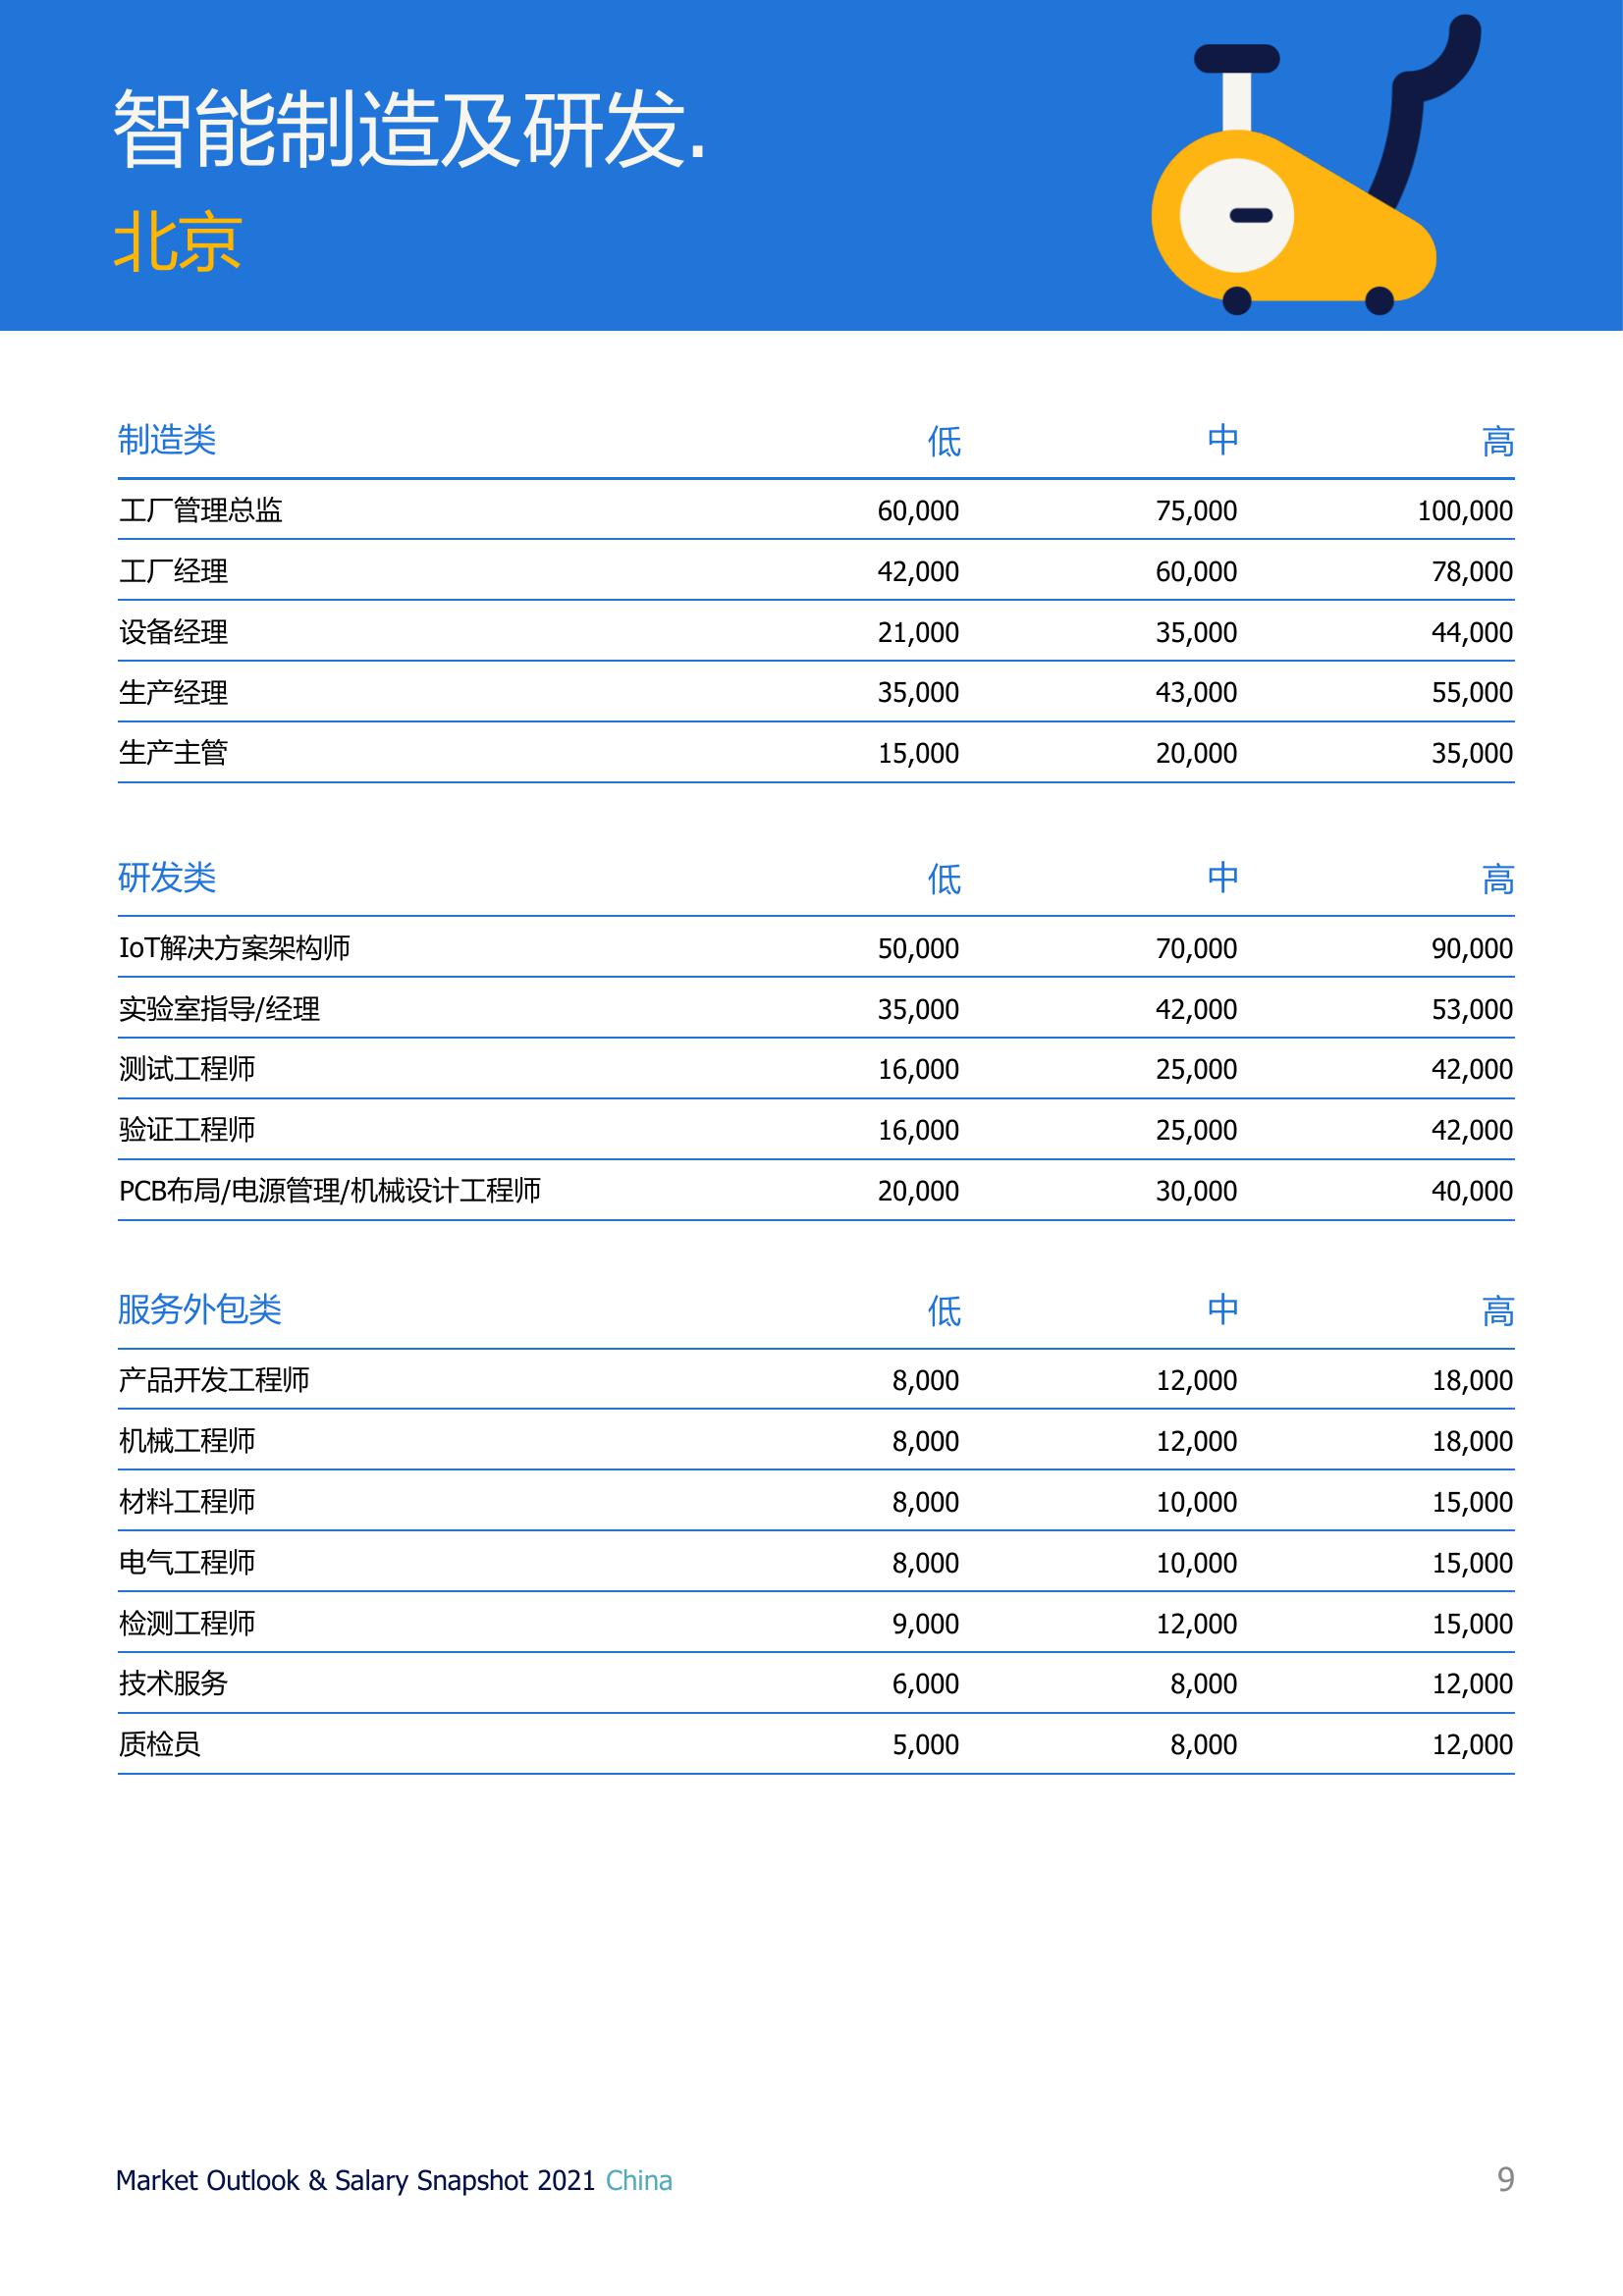 智能制造及研发.
北京
制造类 低 中 高
工厂管理总监 60,000 75,000 100,000
工厂经理 42,000 60,000 78,000
设备经理 21,000 35,000 44,000
生产经理 35,000 43,000 55,000
生产主管 15,000 20,000 35,000
研发类 低 中 高
IoT解决方案架构师 50,000 70,000 90,000
实验室指导/经理 35,000 42,000 53,000
测试工程师 16,000 25,000 42,000
验证工程师 16,000 25,000 42,000
PCB布局/电源管理/机械设计工程师 20,000 30,000 40,000
服务外包类 低 中 高
产品开发工程师 8,000 12,000 18,000
机械工程师 8,000 12,000 18,000
材料工程师 8,000 10,000 15,000
电气工程师 8,000 10,000 15,000
检测工程师 9,000 12,000 15,000
技术服务 6,000 8,000 12,000
质检员 5,000 8,000 12,000
Market Outlook & Salary Snapshot 2021 China 9